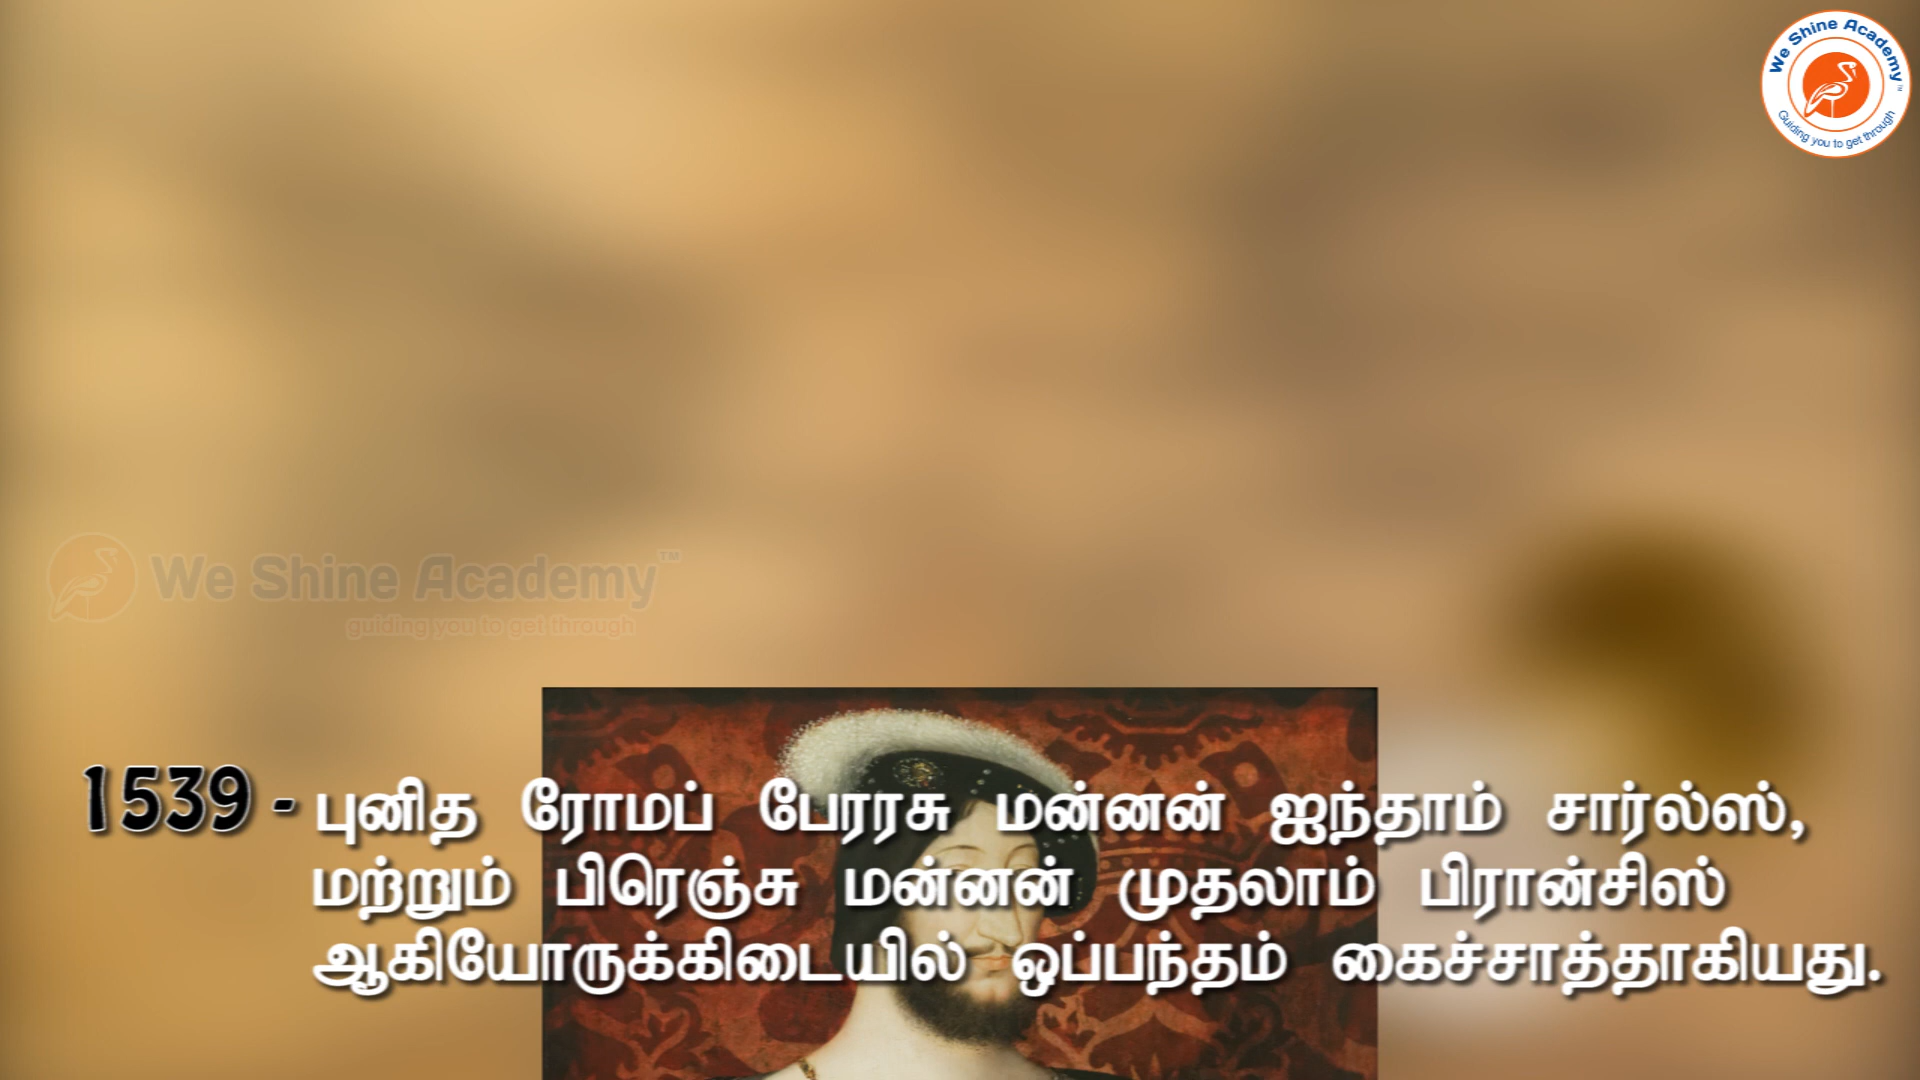 We Shine Academy
TM
Guiding you to get through
We Shine Academy™
guiding you to get through
1539 - புனித ரோமப் பேரரசு மன்னன் ஐந்தாம் சார்ல்ஸ்,
மற்றும் பிரெஞ்சு மன்னன் முதலாம் பிரான்சிஸ்
ஆகியோருக்கிடையில் ஒப்பந்தம் கைச்சாத்தாகியது.